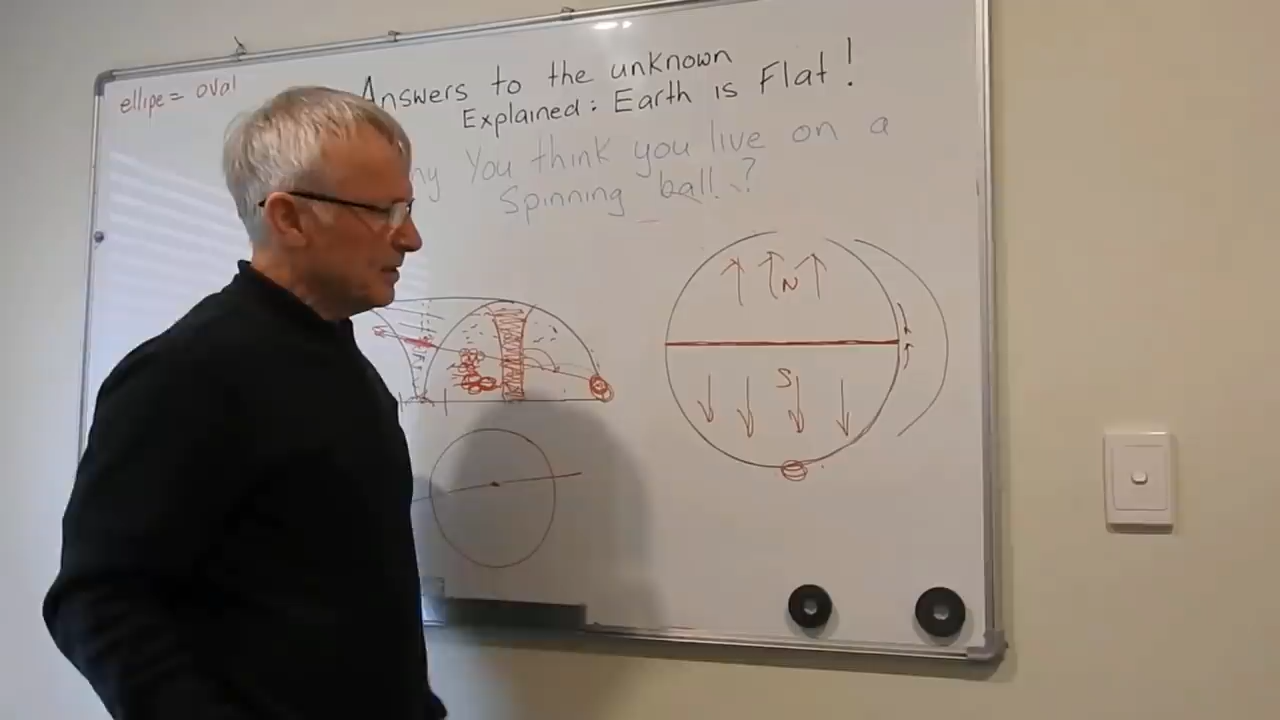 ellipe = oval
Answers to the unknown
Explained: Earth is Flat!
You think you live on a
Spinning ball?
N
S